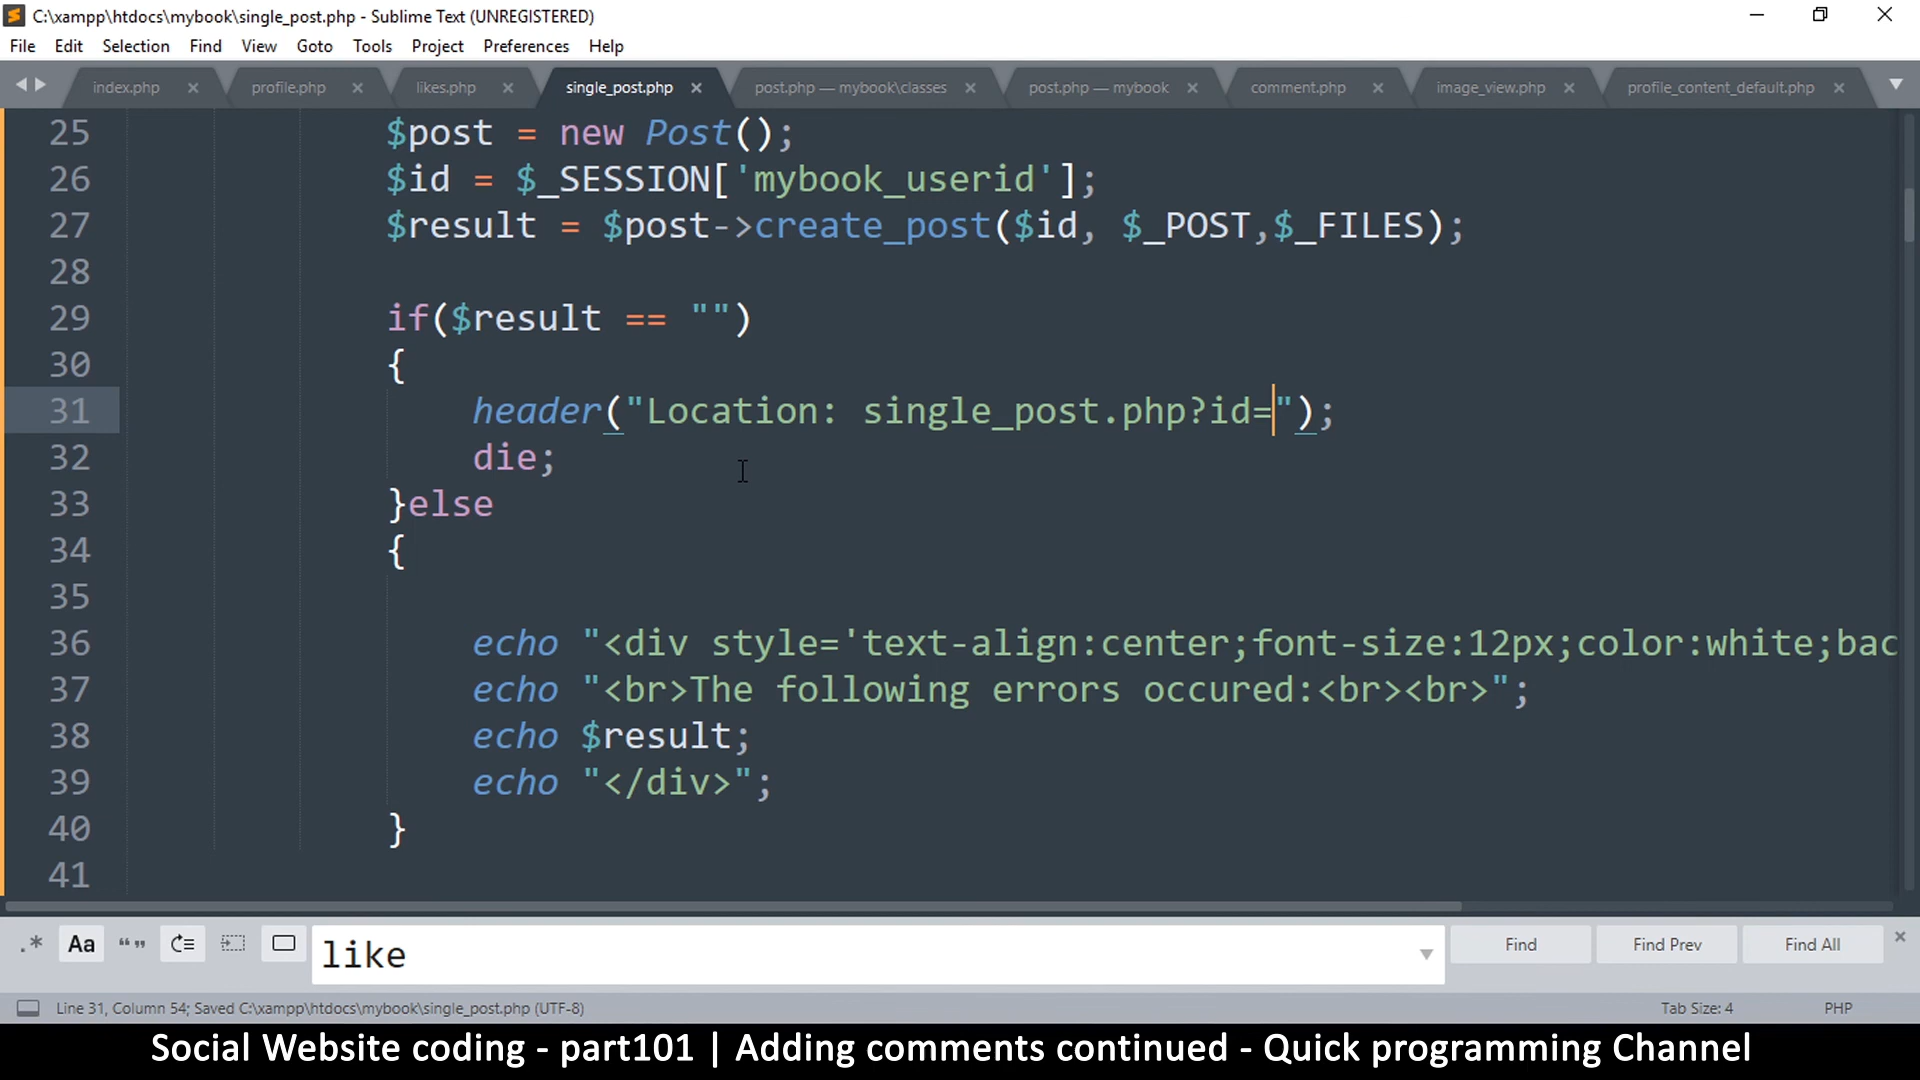 C:\xampp\htdocs\mybook\single_post.php - Sublime Text (UNREGISTERED)
File Edit Selection Find View Goto Tools Project Preferences Help
index.php profile.php likes.php single_post.php post.php — mybook\classes post.php — mybook comment.php image_view.php profile_content_default.php
25 $post = new Post();
26 $id = $_SESSION['mybook_userid'];
27 $result = $post->create_post($id, $_POST,$_FILES);
28
29 if($result == "")
30 {
31 header("Location: single_post.php?id=");
32 die;
33 }else
34 {
35
36 echo "<div style='text-align:center;font-size:12px;color:white;bac
37 echo "<br>The following errors occured:<br><br>";
38 echo $result;
39 echo "</div>";
40 }
41
.* Aa “” like Find Find Prev Find All
Line 31, Column 54; Saved C:\xampp\htdocs\mybook\single_post.php (UTF-8) Tab Size: 4 PHP
Social Website coding - part101 | Adding comments continued - Quick programming Channel